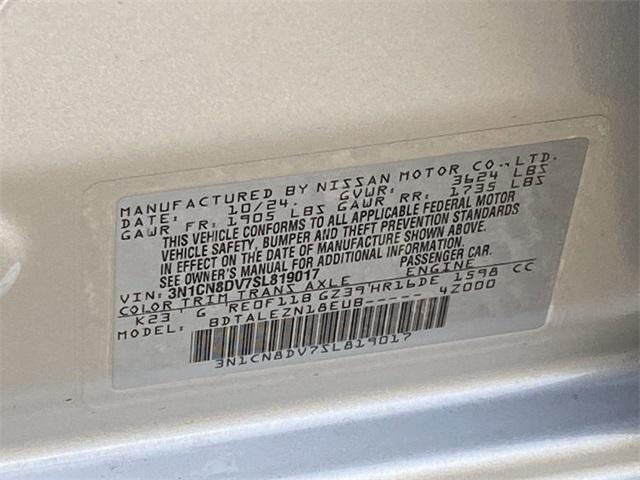 MANUFACTURED BY NISSAN MOTOR CO., LTD.
DATE: 10/24. GVWR: 3624 LBS
GAWR FR: 1905 LBS GAWR RR: 1735 LBS
THIS VEHICLE CONFORMS TO ALL APPLICABLE FEDERAL MOTOR
VEHICLE SAFETY, BUMPER AND THEFT PREVENTION STANDARDS
IN EFFECT ON THE DATE OF MANUFACTURE SHOWN ABOVE.
SEE OWNER'S MANUAL FOR ADDITIONAL INFORMATION.
VIN: 3N1CN8DV7SL819017 PASSENGER CAR.
COLOR TRIM TRANS AXLE ENGINE
K23 G RE0F11B GZ39 HR16DE 1598 CC
MODEL: BDTALEZN18EUB----- 4Z000
3N1CN8DV7SL819017